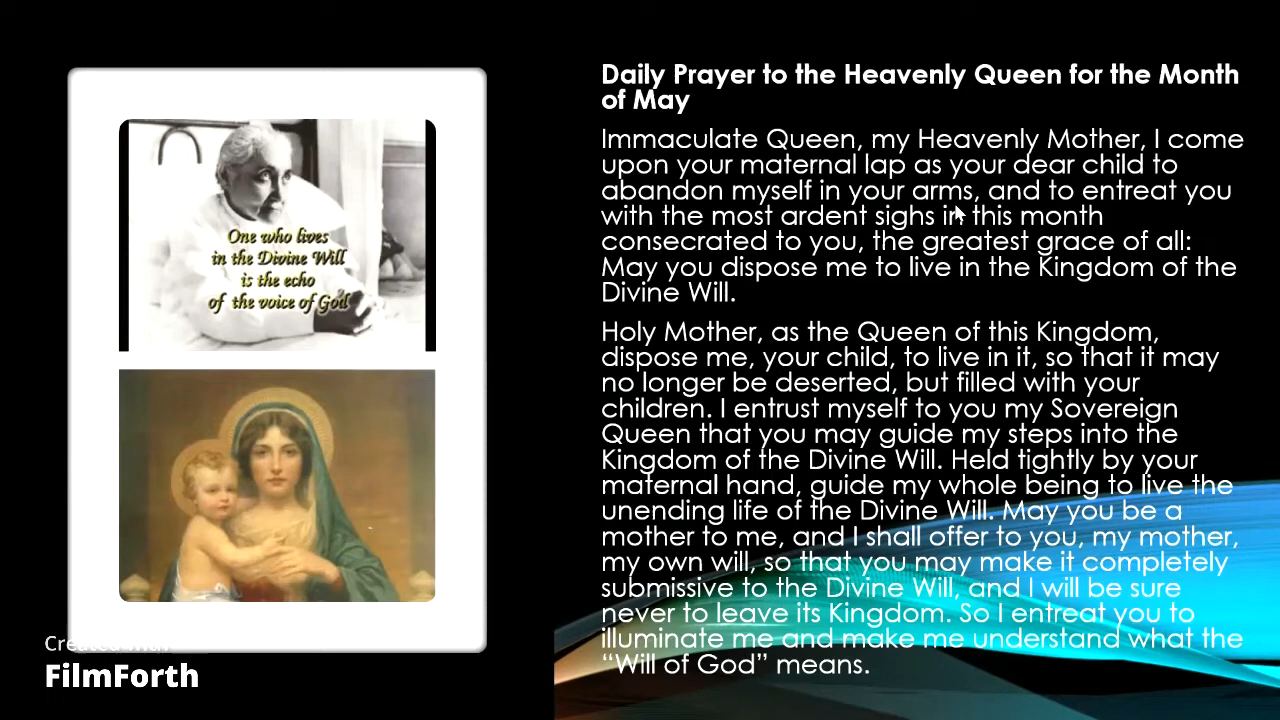 One who lives
in the Divine Will
is the echo
of the voice of God
Created with
FilmForth
Daily Prayer to the Heavenly Queen for the Month
of May
Immaculate Queen, my Heavenly Mother, I come
upon your maternal lap as your dear child to
abandon myself in your arms, and to entreat you
with the most ardent sighs in this month
consecrated to you, the greatest grace of all:
May you dispose me to live in the Kingdom of the
Divine Will.
Holy Mother, as the Queen of this Kingdom,
dispose me, your child, to live in it, so that it may
no longer be deserted, but filled with your
children. I entrust myself to you my Sovereign
Queen that you may guide my steps into the
Kingdom of the Divine Will. Held tightly by your
maternal hand, guide my whole being to live the
unending life of the Divine Will. May you be a
mother to me, and I shall offer to you, my mother,
my own will, so that you may make it completely
submissive to the Divine Will, and I will be sure
never to leave its Kingdom. So I entreat you to
illuminate me and make me understand what the
“Will of God” means.